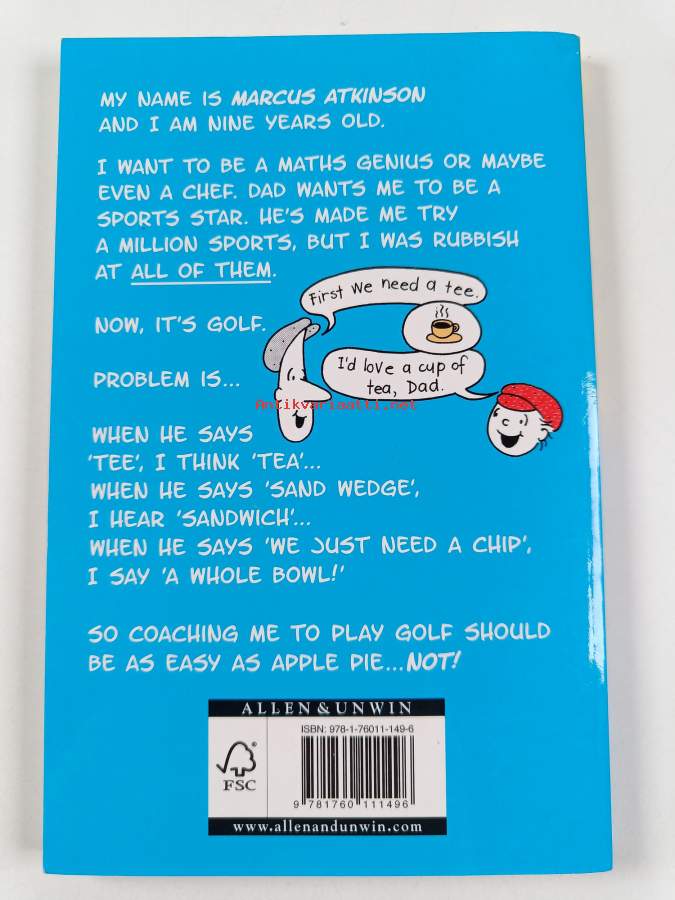 MY NAME IS MARCUS ATKINSON
AND I AM NINE YEARS OLD.
I WANT TO BE A MATHS GENIUS OR MAYBE
EVEN A CHEF. DAD WANTS ME TO BE A
SPORTS STAR. HE'S MADE ME TRY
A MILLION SPORTS, BUT I WAS RUBBISH
AT ALL OF THEM.
First we need a tee.
NOW, IT'S GOLF.
I'd love a cup of
tea, Dad.
PROBLEM IS...
Antikvariaatti.net
WHEN HE SAYS
'TEE', I THINK 'TEA'...
WHEN HE SAYS 'SAND WEDGE',
I HEAR 'SANDWICH'...
WHEN HE SAYS 'WE JUST NEED A CHIP',
I SAY 'A WHOLE BOWL!'
SO COACHING ME TO PLAY GOLF SHOULD
BE AS EASY AS APPLE PIE...NOT!
ALLEN & UNWIN
ISBN: 978-1-76011-149-6
FSC
9 781760 111496
www.allenandunwin.com